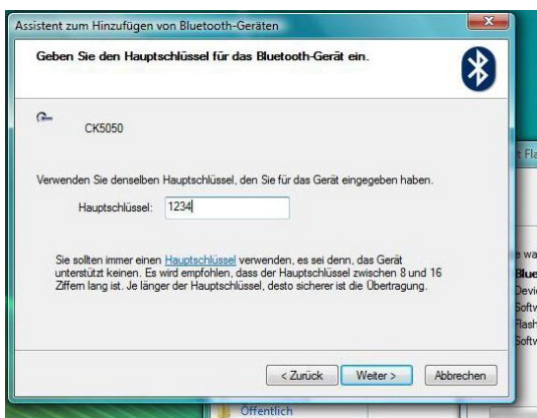 Assistent zum Hinzufügen von Bluetooth-Geräten
Geben Sie den Hauptschlüssel für das Bluetooth-Gerät ein.
CK5050
Verwenden Sie denselben Hauptschlüssel, den Sie für das Gerät eingegeben haben.
Hauptschlüssel: 1234
Sie sollten immer einen Hauptschlüssel verwenden, es sei denn, das Gerät
unterstützt keinen. Es wird empfohlen, dass der Hauptschlüssel zwischen 8 und 16
Ziffern lang ist. Je länger der Hauptschlüssel, desto sicherer ist die Übertragung.
< Zurück Weiter > Abbrechen
Öffentlich